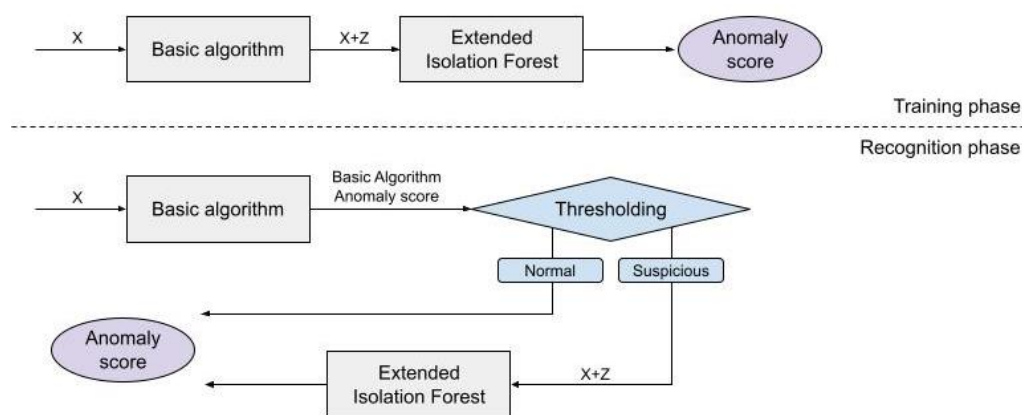 X
Basic algorithm
X+Z
Extended
Isolation Forest
Anomaly
score
Training phase
Recognition phase
X
Basic algorithm
Basic Algorithm
Anomaly score
Thresholding
Normal
Suspicious
Anomaly
score
Extended
Isolation Forest
X+Z